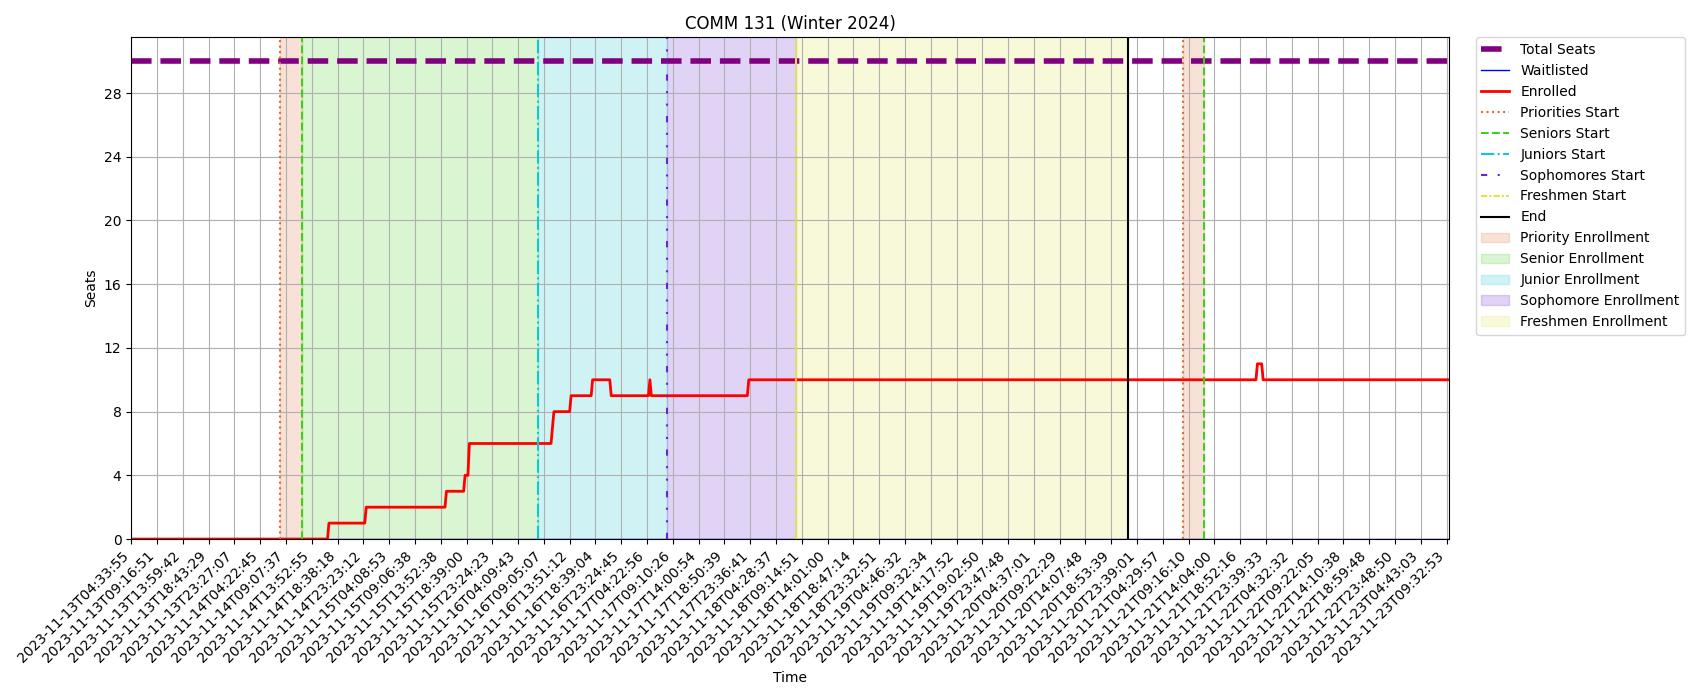 COMM 131 (Winter 2024)
Seats
28
24
20
16
12
8
4
0
2023-11-13T04:33:55
2023-11-13T09:16:51
2023-11-13T13:59:42
2023-11-13T18:43:29
2023-11-13T23:27:07
2023-11-14T04:22:45
2023-11-14T09:07:37
2023-11-14T13:52:55
2023-11-14T18:38:18
2023-11-14T23:23:12
2023-11-15T04:08:53
2023-11-15T09:06:38
2023-11-15T13:52:38
2023-11-15T18:39:00
2023-11-15T23:24:23
2023-11-16T04:09:43
2023-11-16T09:05:07
2023-11-16T13:51:12
2023-11-16T18:39:04
2023-11-16T23:24:45
2023-11-17T04:22:56
2023-11-17T09:10:26
2023-11-17T14:00:54
2023-11-17T18:50:39
2023-11-17T23:36:41
2023-11-18T04:28:37
2023-11-18T09:14:51
2023-11-18T14:01:00
2023-11-18T18:47:14
2023-11-18T23:32:51
2023-11-19T04:46:32
2023-11-19T09:32:34
2023-11-19T14:17:52
2023-11-19T19:02:50
2023-11-19T23:47:48
2023-11-20T04:37:01
2023-11-20T09:22:29
2023-11-20T14:07:48
2023-11-20T18:53:39
2023-11-20T23:39:01
2023-11-21T04:29:57
2023-11-21T09:16:10
2023-11-21T14:04:00
2023-11-21T18:52:16
2023-11-21T23:39:33
2023-11-22T04:32:32
2023-11-22T09:22:05
2023-11-22T14:10:38
2023-11-22T18:59:48
2023-11-22T23:48:50
2023-11-23T04:43:03
2023-11-23T09:32:53
Time
Total Seats
Waitlisted
Enrolled
Priorities Start
Seniors Start
Juniors Start
Sophomores Start
Freshmen Start
End
Priority Enrollment
Senior Enrollment
Junior Enrollment
Sophomore Enrollment
Freshmen Enrollment